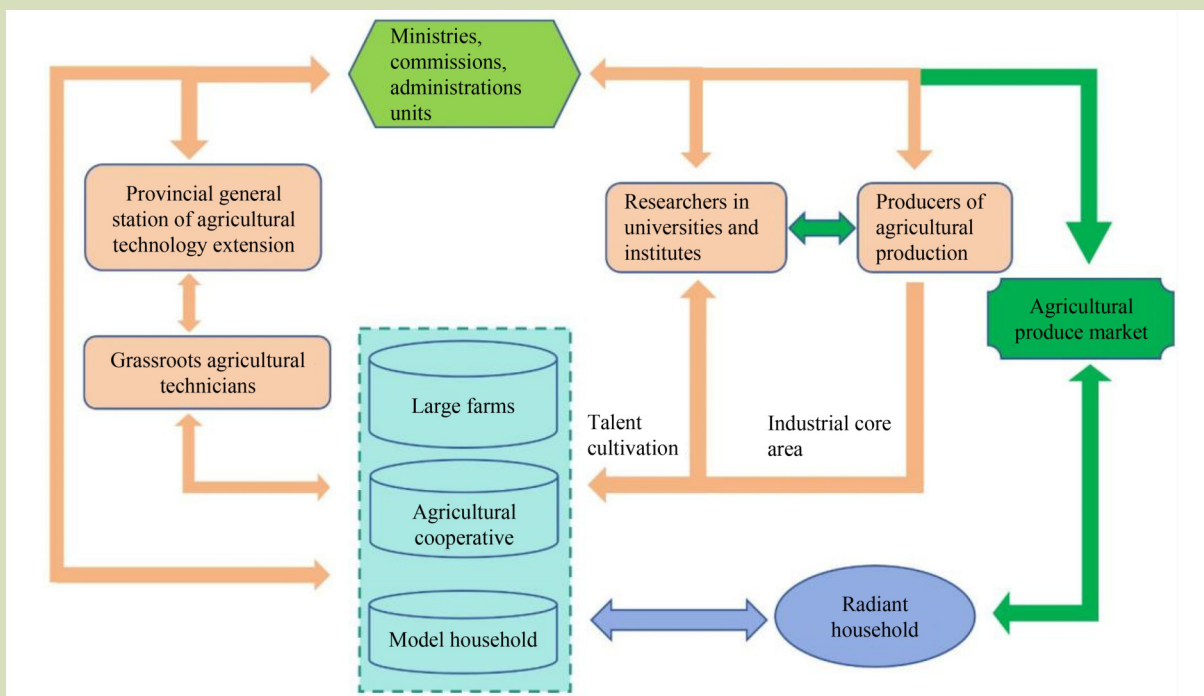 Ministries,
commissions,
administrations
units
Provincial general
station of agricultural
technology extension
Researchers in
universities and
institutes
Producers of
agricultural
production
Agricultural
produce market
Grassroots agricultural
technicians
Large farms
Talent
cultivation
Industrial core
area
Agricultural
cooperative
Model household
Radiant
household